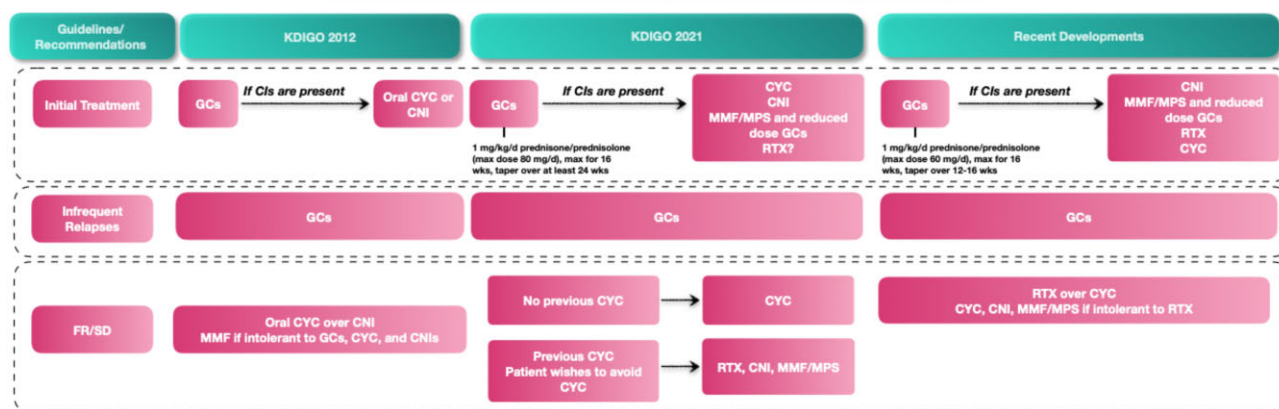 Guidelines/
Recommendations
KDIGO 2012
KDIGO 2021
Recent Developments
Initial Treatment
GCs
If CIs are present
Oral CYC or
CNI
GCs
If CIs are present
CYC
CNI
MMF/MPS and reduced
dose GCs
RTX?
1 mg/kg/d prednisone/prednisolone
(max dose 80 mg/d), max for 16
wks, taper over at least 24 wks
GCs
If CIs are present
CNI
MMF/MPS and reduced
dose GCs
RTX
CYC
1 mg/kg/d prednisone/prednisolone
(max dose 60 mg/d), max for 16
wks, taper over 12-16 wks
Infrequent
Relapses
GCs
GCs
GCs
FR/SD
Oral CYC over CNI
MMF if intolerant to GCs, CYC, and CNIs
No previous CYC
CYC
Previous CYC
Patient wishes to avoid
CYC
RTX, CNI, MMF/MPS
RTX over CYC
CYC, CNI, MMF/MPS if intolerant to RTX